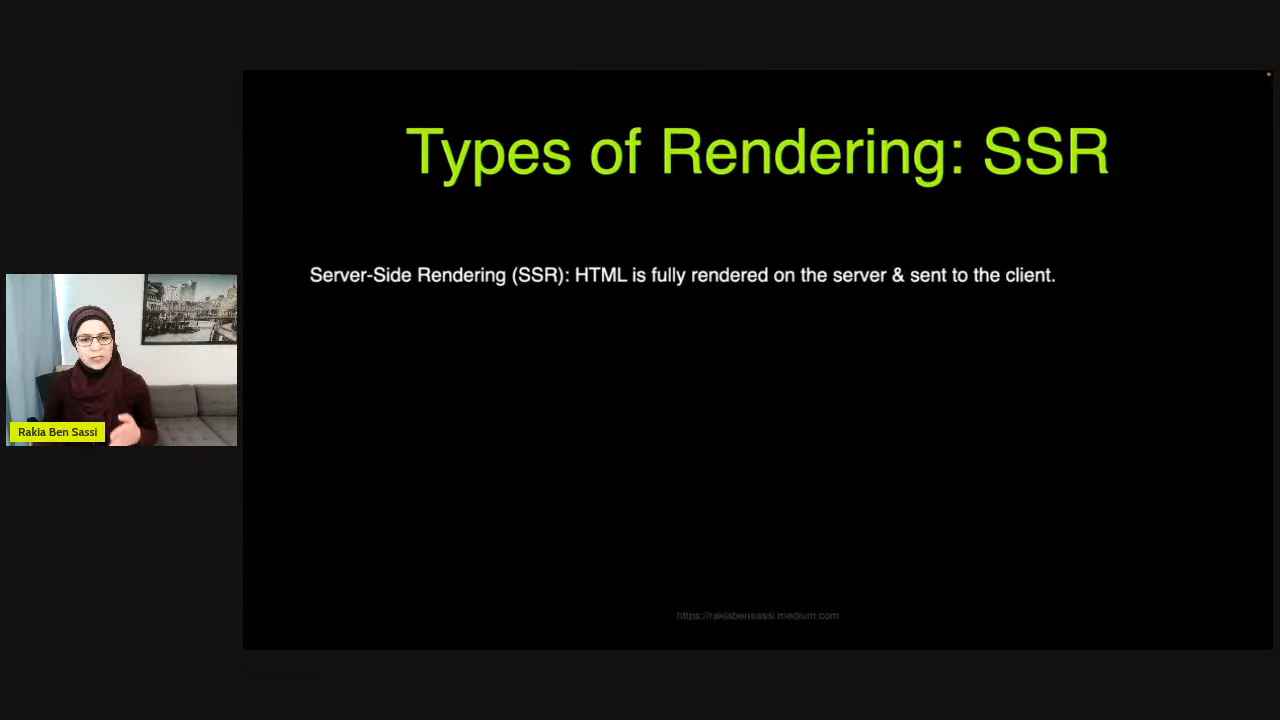 Types of Rendering: SSR
Server-Side Rendering (SSR): HTML is fully rendered on the server & sent to the client.
Rakia Ben Sassi
https://rakiabensassi.medium.com